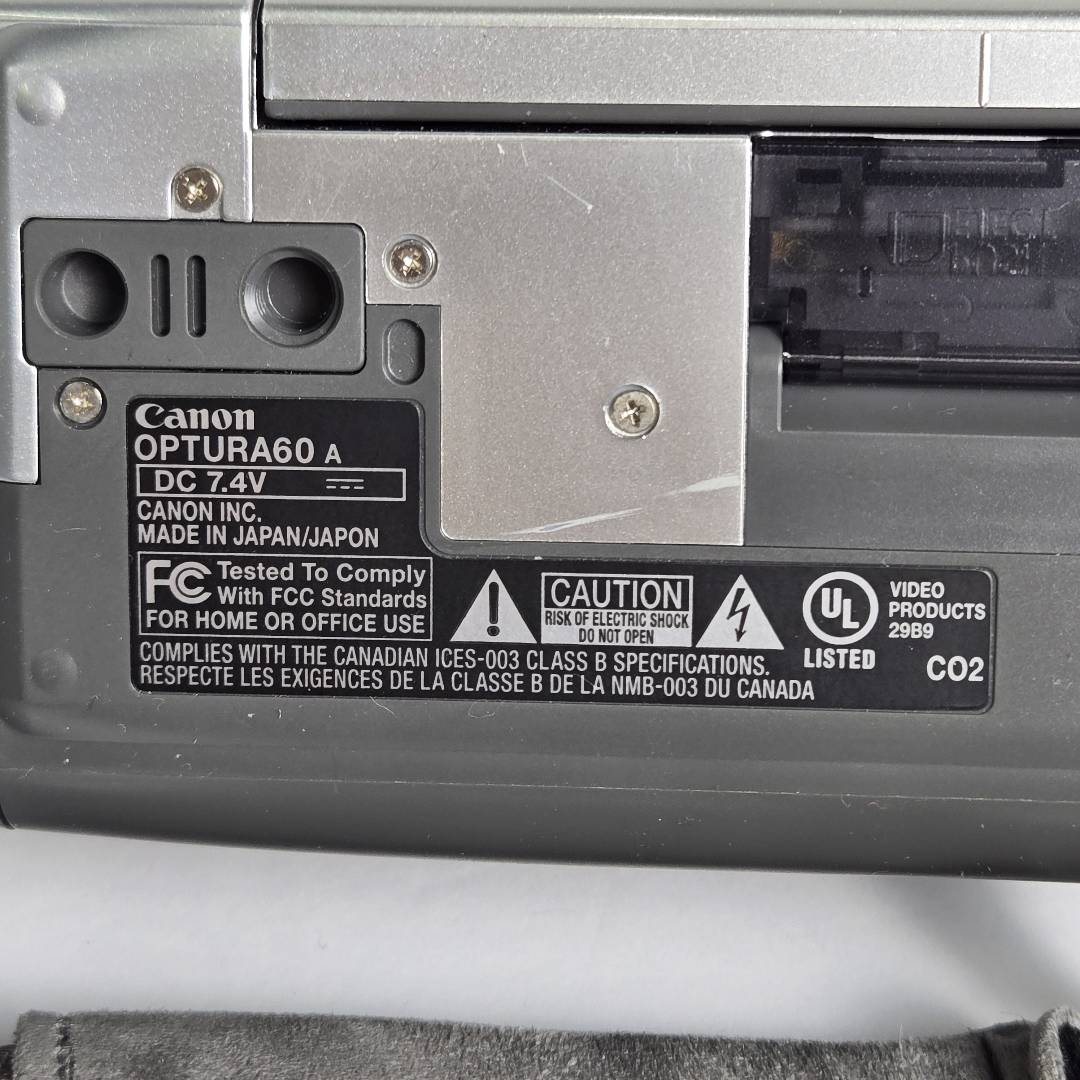 Canon
OPTURA60 A
DC 7.4V
CANON INC.
MADE IN JAPAN/JAPON
FC Tested To Comply
With FCC Standards
FOR HOME OR OFFICE USE
CAUTION
RISK OF ELECTRIC SHOCK
DO NOT OPEN
UL
LISTED
VIDEO
PRODUCTS
29B9
CO2
COMPLIES WITH THE CANADIAN ICES-003 CLASS B SPECIFICATIONS.
RESPECTE LES EXIGENCES DE LA CLASSE B DE LA NMB-003 DU CANADA